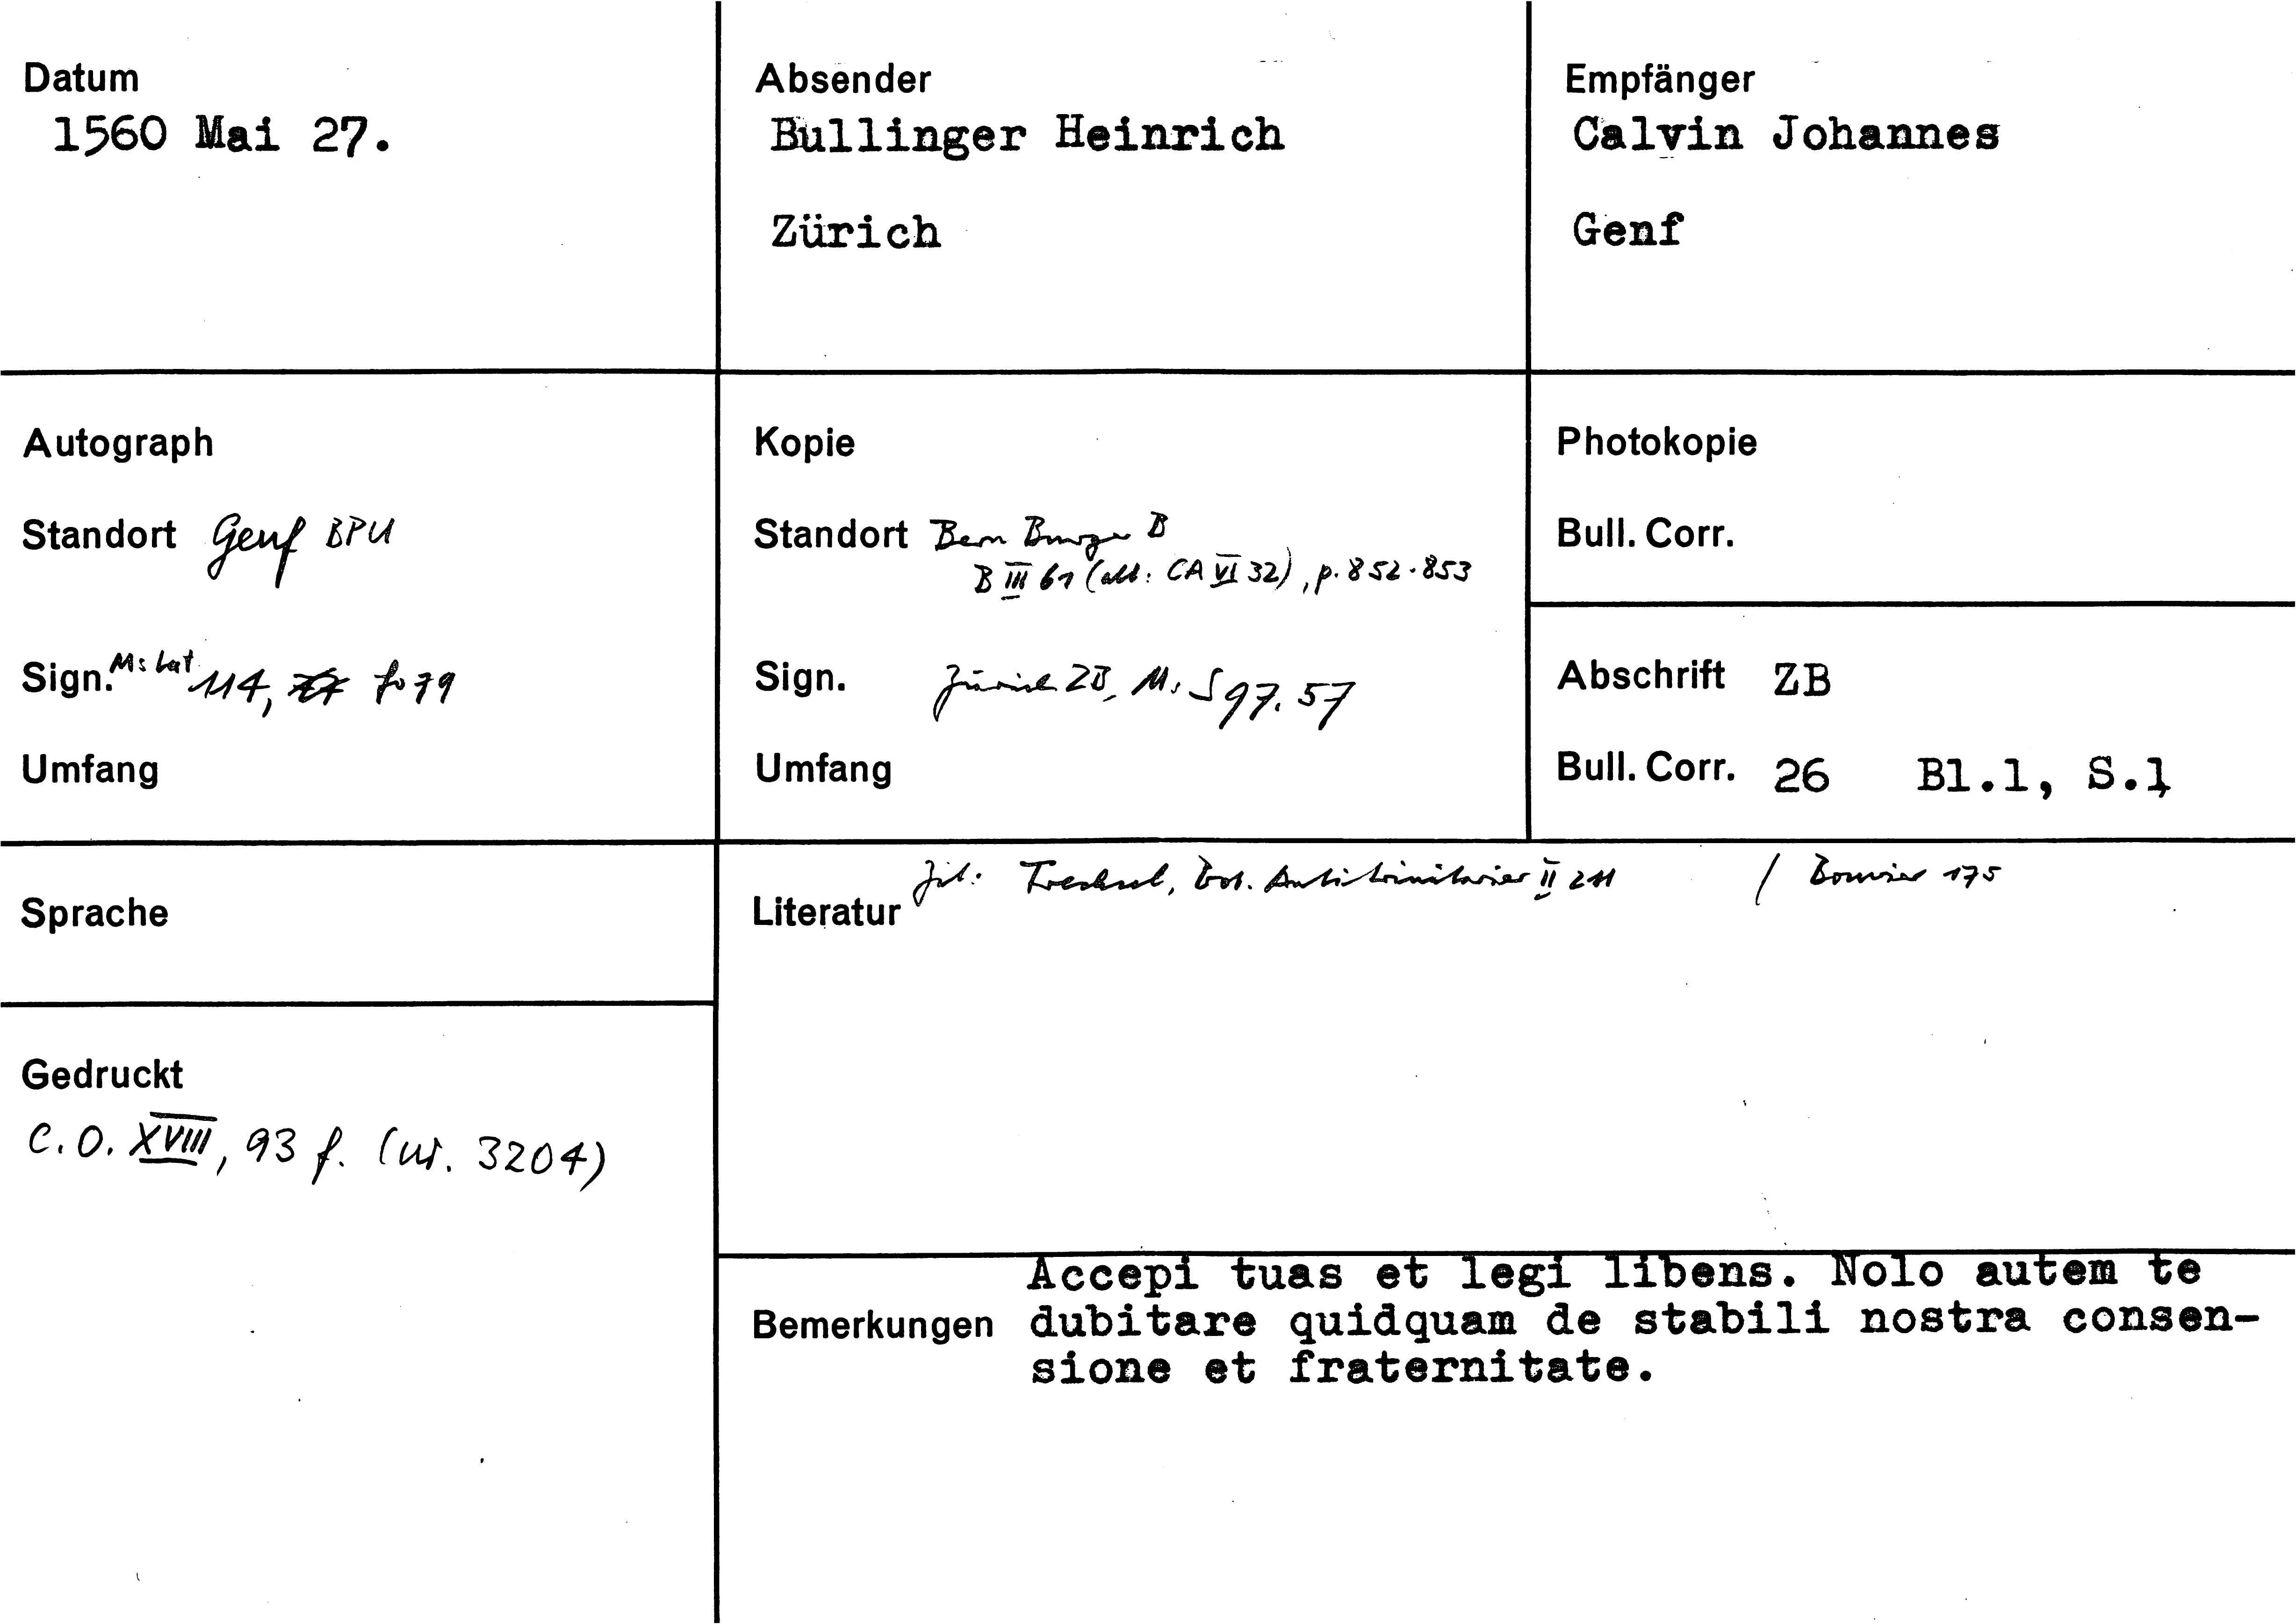 Datum
1560 Mai 27.
Absender
Bullinger Heinrich
Zürich
Empfänger
Calvin Johannes
Genf
Autograph
Standort Genf BPU
Sign. Ms lat 114, fo 79
Umfang
Kopie
Standort Bern Burger B
B III 61 (alt: CA VI 32), p. 852-853
Sign. Zürich ZB, Ms S 97. 57
Umfang
Photokopie
Bull. Corr.
Abschrift ZB
Bull. Corr. 26 Bl.1, S.1
Sprache
Literatur Zit: Trechsel, Antitrinitarier II 211 / Bouvier 175
Gedruckt
C.O. XVIII, 93 f. (nr. 3204)
Bemerkungen
Accepi tuas et legi libens. Nolo autem te
dubitare quidquam de stabili nostra consen-
sione et fraternitate.